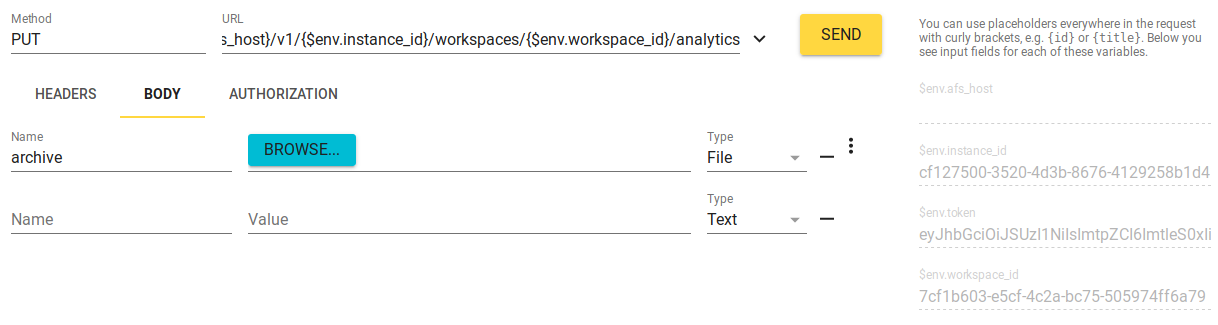 Method
PUT
URL
s_host}/v1/{$env.instance_id}/workspaces/{$env.workspace_id}/analytics
SEND
HEADERS
BODY
AUTHORIZATION
Name
archive
BROWSE...
Type
File
Name
Value
Type
Text
You can use placeholders everywhere in the request
with curly brackets, e.g. {id} or {title}. Below you
see input fields for each of these variables.
$env.afs_host
$env.instance_id
cf127500-3520-4d3b-8676-4129258b1d4
$env.token
eyJhbGciOiJSUzI1NiIsImtpZCI6ImtleS0xIi
$env.workspace_id
7cf1b603-e5cf-4c2a-bc75-505974ff6a79